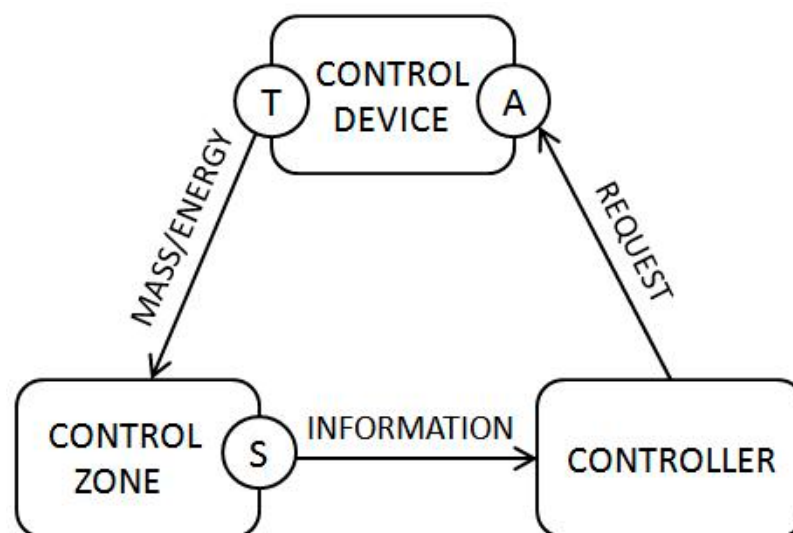 CONTROL
DEVICE
T
A
MASS/ENERGY
REQUEST
CONTROL
ZONE
S
INFORMATION
CONTROLLER